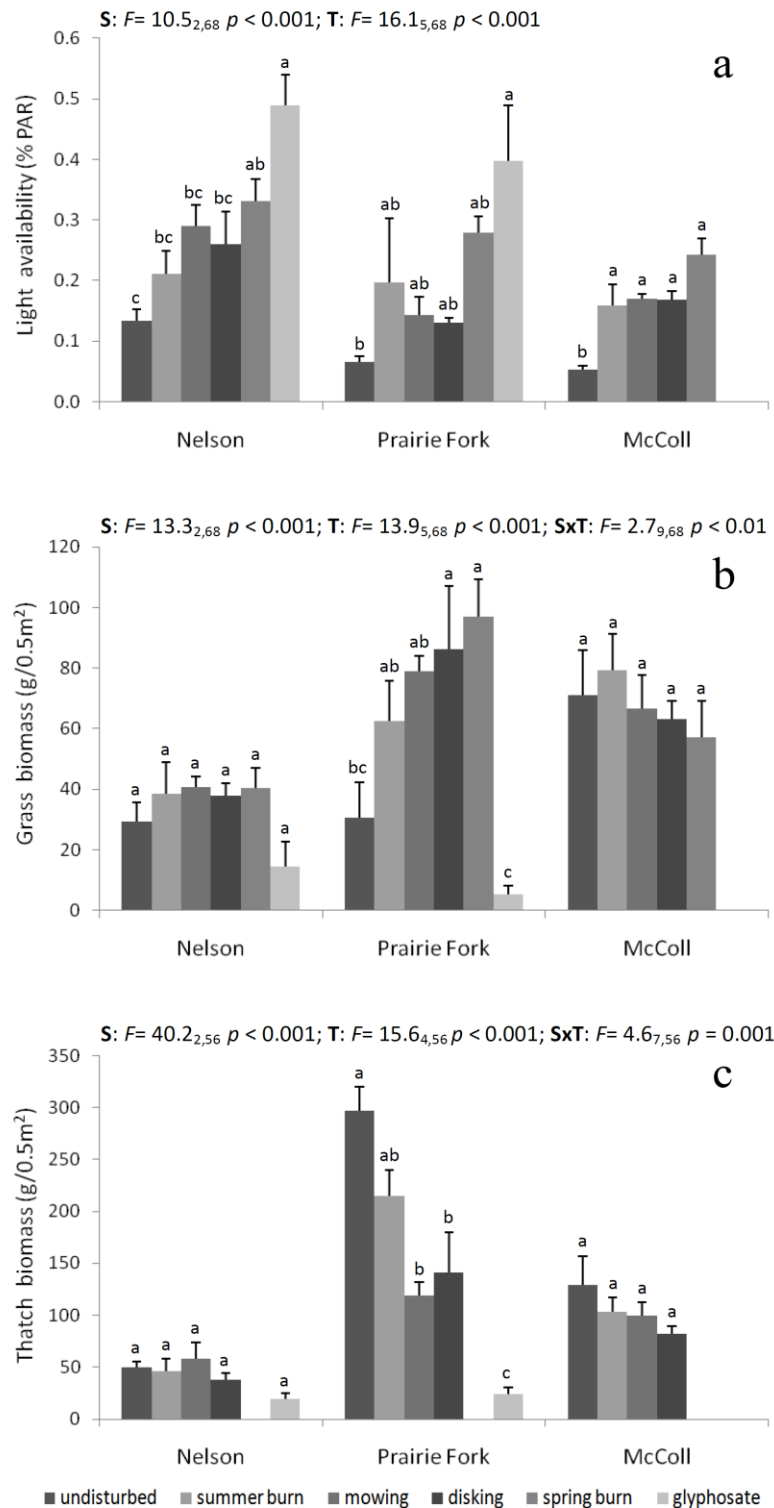 S: F= 10.5₂,₆₈ p < 0.001; T: F= 16.1₅,₆₈ p < 0.001
a
Light availability (% PAR)
0.6
0.5
0.4
0.3
0.2
0.1
0.0
c bc bc bc ab a
b ab ab ab ab a
b a a a a
Nelson Prairie Fork McColl
S: F= 13.3₂,₆₈ p < 0.001; T: F= 13.9₅,₆₈ p < 0.001; SxT: F= 2.7₉,₆₈ p < 0.01
b
Grass biomass (g/0.5m²)
120
100
80
60
40
20
0
a a a a a a
bc ab ab a a c
a a a a a
Nelson Prairie Fork McColl
S: F= 40.2₂,₅₆ p < 0.001; T: F= 15.6₄,₅₆ p < 0.001; SxT: F= 4.6₇,₅₆ p = 0.001
c
Thatch biomass (g/0.5m²)
350
300
250
200
150
100
50
0
a a a a a
a ab b b c
a a a a
Nelson Prairie Fork McColl
undisturbed summer burn mowing disking spring burn glyphosate